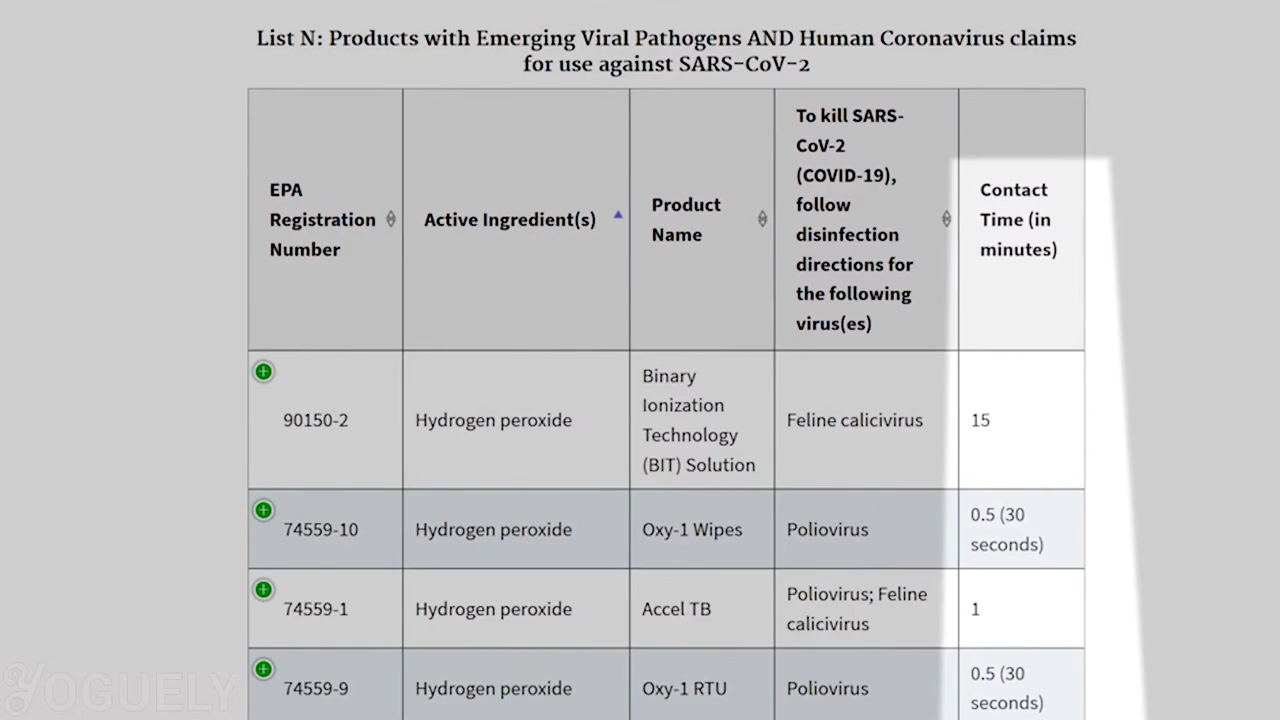 List N: Products with Emerging Viral Pathogens AND Human Coronavirus claims
for use against SARS-CoV-2
EPA
Registration
Number
Active Ingredient(s)
Product
Name
To kill SARS-
CoV-2
(COVID-19),
follow
disinfection
directions for
the following
virus(es)
Contact
Time (in
minutes)
90150-2
Hydrogen peroxide
Binary
Ionization
Technology
(BIT) Solution
Feline calicivirus
15
74559-10
Hydrogen peroxide
Oxy-1 Wipes
Poliovirus
0.5 (30
seconds)
74559-1
Hydrogen peroxide
Accel TB
Poliovirus; Feline
calicivirus
1
74559-9
Hydrogen peroxide
Oxy-1 RTU
Poliovirus
0.5 (30
seconds)
YOGUELY